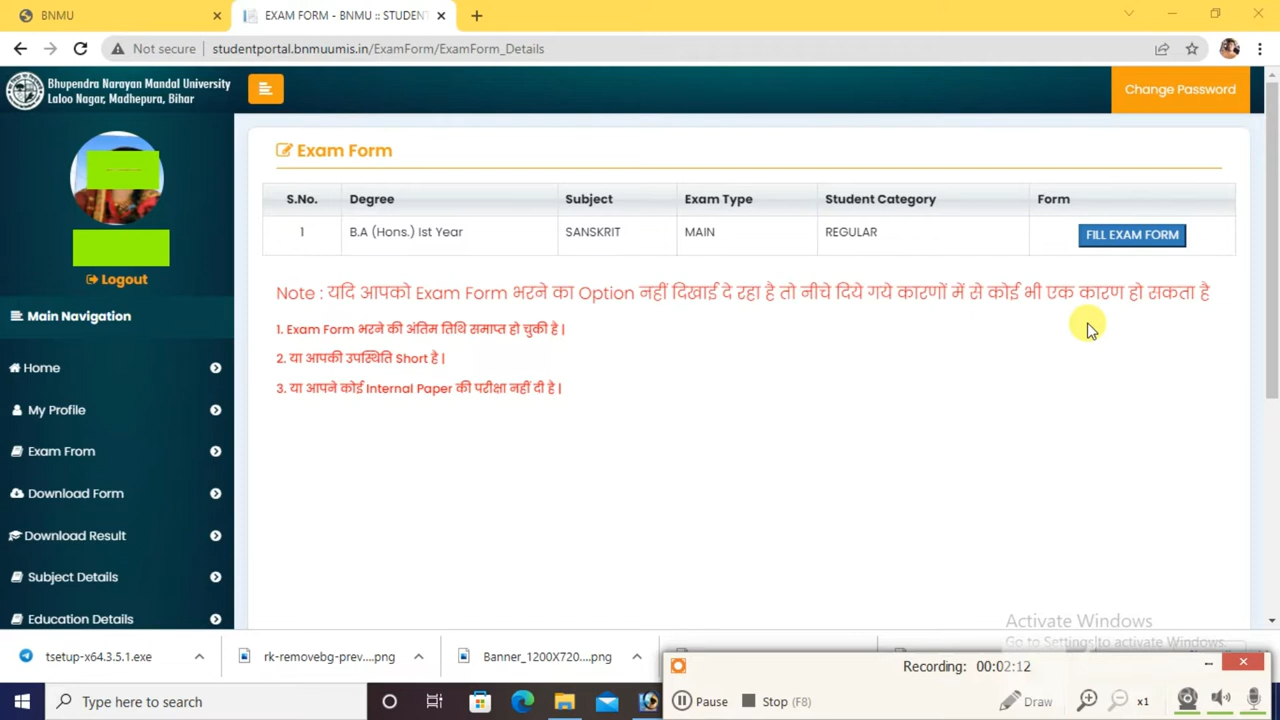 BNMU
EXAM FORM - BNMU :: STUDENT
Not secure
studentportal.bnmuumis.in/ExamForm/ExamForm_Details
Bhupendra Narayan Mandal University
Laloo Nagar, Madhepura, Bihar
Change Password
Logout
Main Navigation
Home
My Profile
Exam From
Download Form
Download Result
Subject Details
Education Details
Exam Form
S.No. Degree Subject Exam Type Student Category Form
1 B.A (Hons.) Ist Year SANSKRIT MAIN REGULAR FILL EXAM FORM
Note : यदि आपको Exam Form भरने का Option नहीं दिखाई दे रहा है तो नीचे दिये गये कारणों में से कोई भी एक कारण हो सकता है
1. Exam Form भरने की अंतिम तिथि समाप्त हो चुकी है |
2. या आपकी उपस्थिति Short है |
3. या आपने कोई Internal Paper की परीक्षा नहीं दी है |
Activate Windows
Go to Settings to activate Windows.
tsetup-x64.3.5.1.exe
rk-removebg-prev....png
Banner_1200X720....png
Recording: 00:02:12
Pause
Stop (F8)
Draw
x1
Type here to search